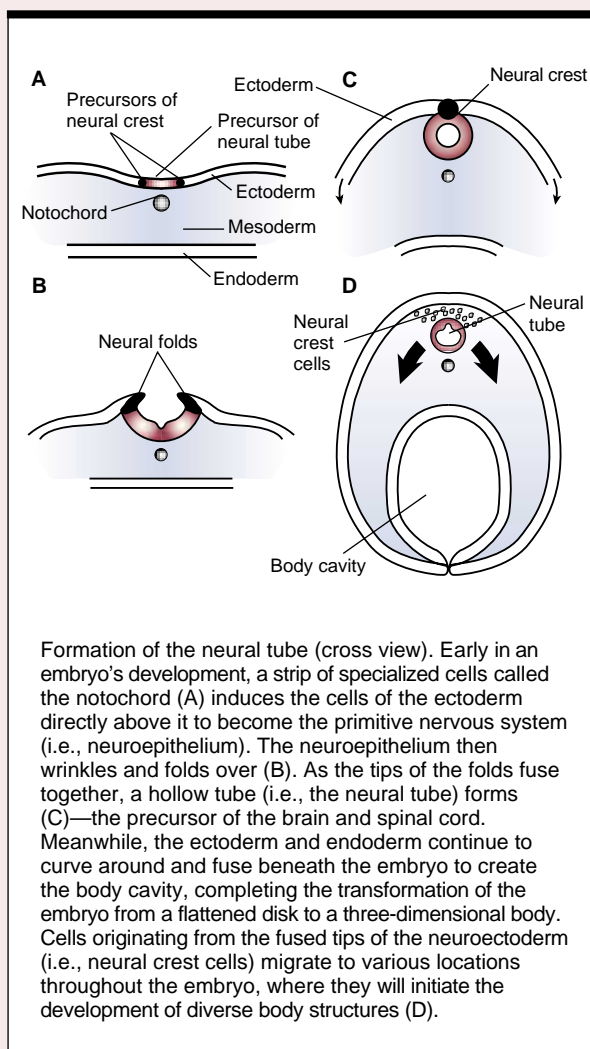 A
Precursors of
neural crest
Precursor of
neural tube
Ectoderm
Notochord
Mesoderm
Endoderm
B
Neural folds
C
Ectoderm
Neural crest
D
Neural
crest
cells
Neural
tube
Body cavity
Formation of the neural tube (cross view). Early in an
embryo’s development, a strip of specialized cells called
the notochord (A) induces the cells of the ectoderm
directly above it to become the primitive nervous system
(i.e., neuroepithelium). The neuroepithelium then
wrinkles and folds over (B). As the tips of the folds fuse
together, a hollow tube (i.e., the neural tube) forms
(C)—the precursor of the brain and spinal cord.
Meanwhile, the ectoderm and endoderm continue to
curve around and fuse beneath the embryo to create
the body cavity, completing the transformation of the
embryo from a flattened disk to a three-dimensional body.
Cells originating from the fused tips of the neuroectoderm
(i.e., neural crest cells) migrate to various locations
throughout the embryo, where they will initiate the
development of diverse body structures (D).